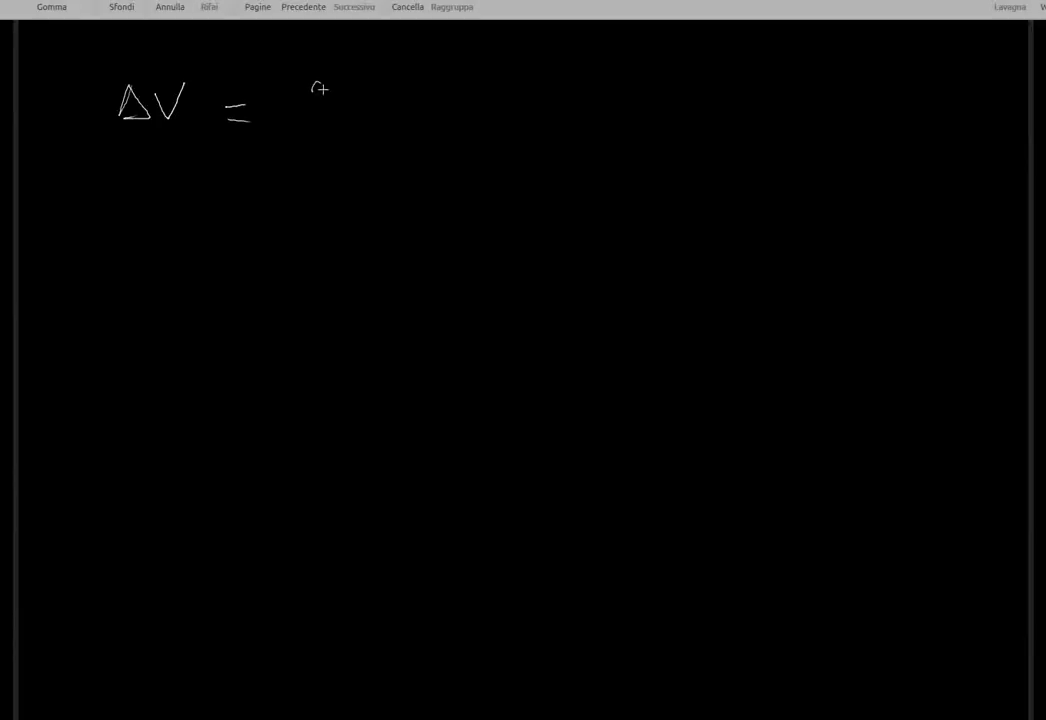 Gomma Sfondi Annulla Rifai Pagine Precedente Successivo Cancella Raggruppa Lavagna
ΔV =